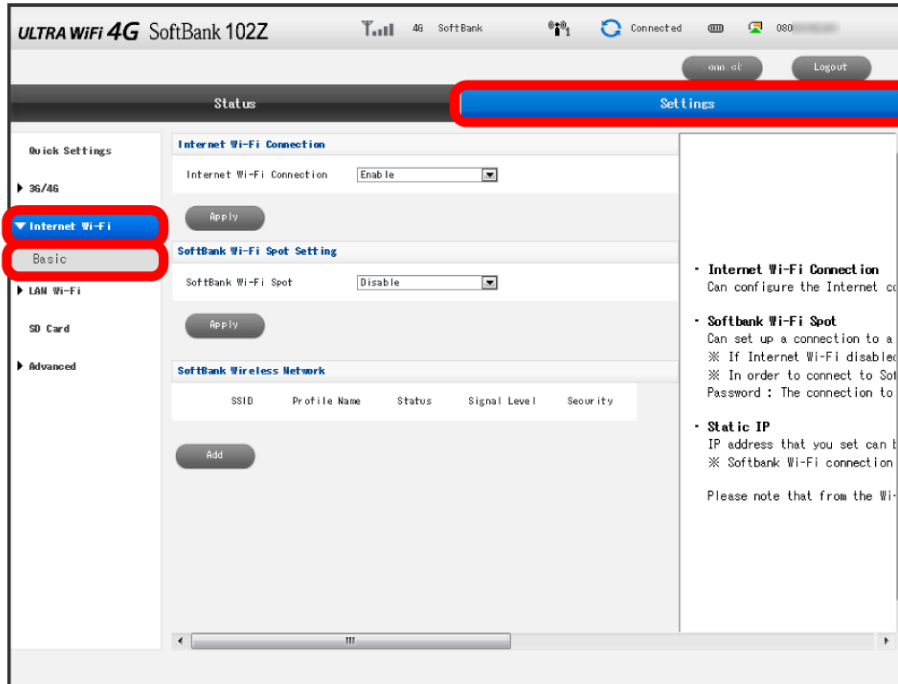 ULTRA WiFi 4G SoftBank 102Z
4G SoftBank
1
Connected
080
Logout
Status
Settings
Quick Settings
3G/4G
Internet Wi-Fi
Basic
LAN Wi-Fi
SD Card
Advanced
Internet Wi-Fi Connection
Internet Wi-Fi Connection Enable
Apply
SoftBank Wi-Fi Spot Setting
SoftBank Wi-Fi Spot Disable
Apply
SoftBank Wireless Network
SSID Profile Name Status Signal Level Security
Add
・ Internet Wi-Fi Connection
Can configure the Internet
・ Softbank Wi-Fi Spot
Can set up a connection to a
※ If Internet Wi-Fi disabled
※ In order to connect to
Password : The connection to
・ Static IP
IP address that you set can
※ Softbank Wi-Fi connection
Please note that from the